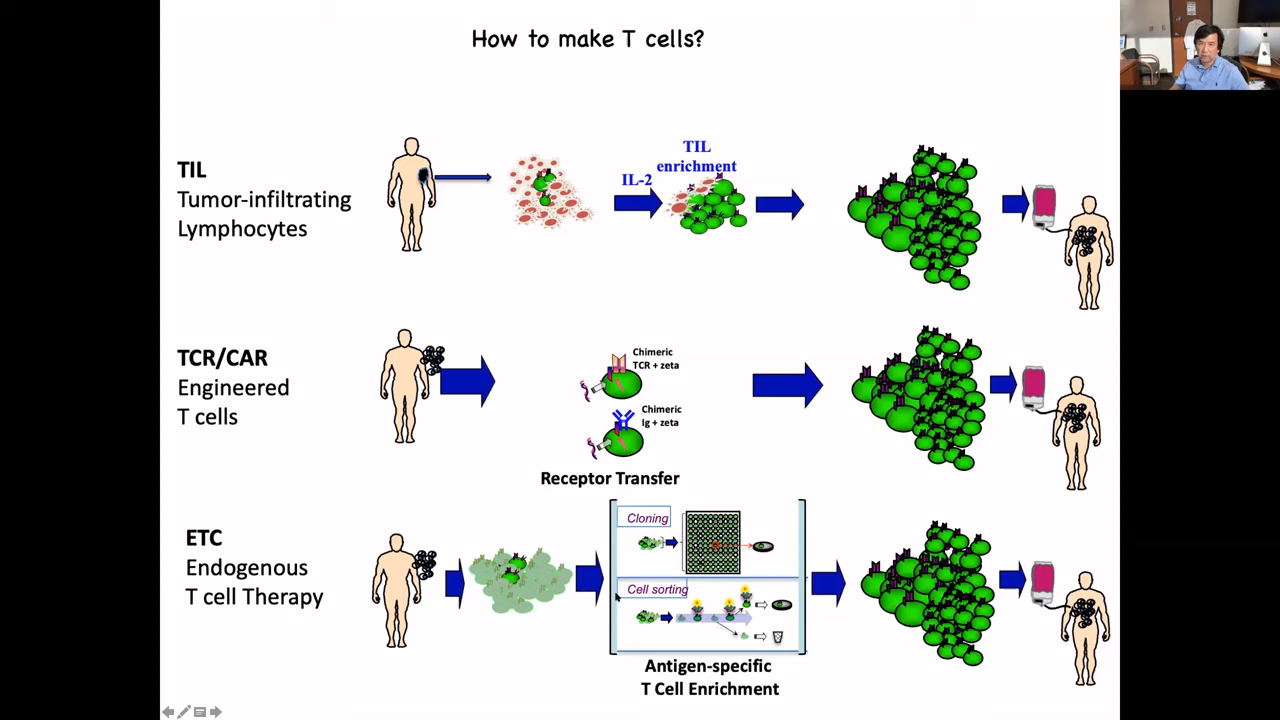 How to make T cells?
TIL
Tumor-infiltrating
Lymphocytes
IL-2
TIL
enrichment
TCR/CAR
Engineered
T cells
Chimeric
TCR + zeta
Chimeric
Ig + zeta
Receptor Transfer
ETC
Endogenous
T cell Therapy
Cloning
Cell sorting
Antigen-specific
T Cell Enrichment